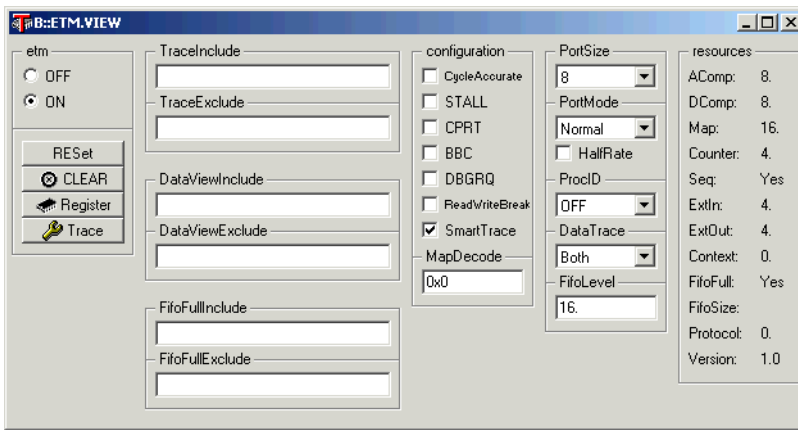 B::ETM.VIEW
etm
OFF
ON
RESet
CLEAR
Register
Trace
TraceInclude
TraceExclude
DataViewInclude
DataViewExclude
FifoFullInclude
FifoFullExclude
configuration
CycleAccurate
STALL
CPRT
BBC
DBGRQ
ReadWriteBreak
SmartTrace
MapDecode
0x0
PortSize
8
PortMode
Normal
HalfRate
ProcID
OFF
DataTrace
Both
FifoLevel
16.
resources
AComp: 8.
DComp: 8.
Map: 16.
Counter: 4.
Seq: Yes
ExtIn: 4.
ExtOut: 4.
Context: 0.
FifoFull: Yes
FifoSize:
Protocol: 0.
Version: 1.0